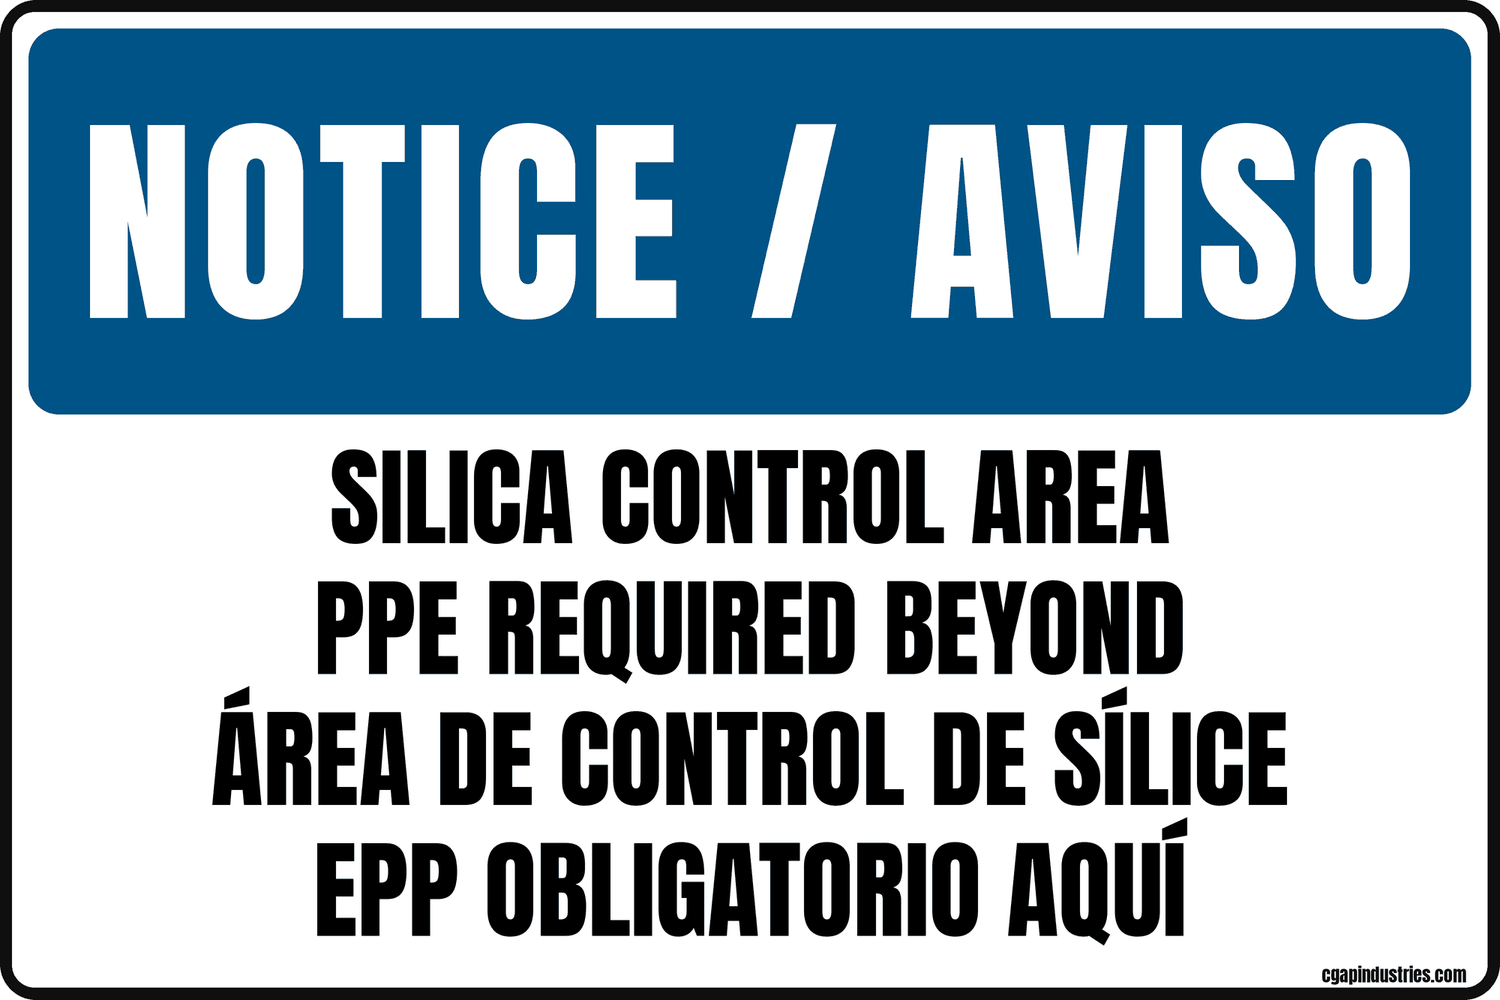 NOTICE / AVISO
SILICA CONTROL AREA
PPE REQUIRED BEYOND
ÁREA DE CONTROL DE SÍLICE
EPP OBLIGATORIO AQUÍ
cgapindustries.com